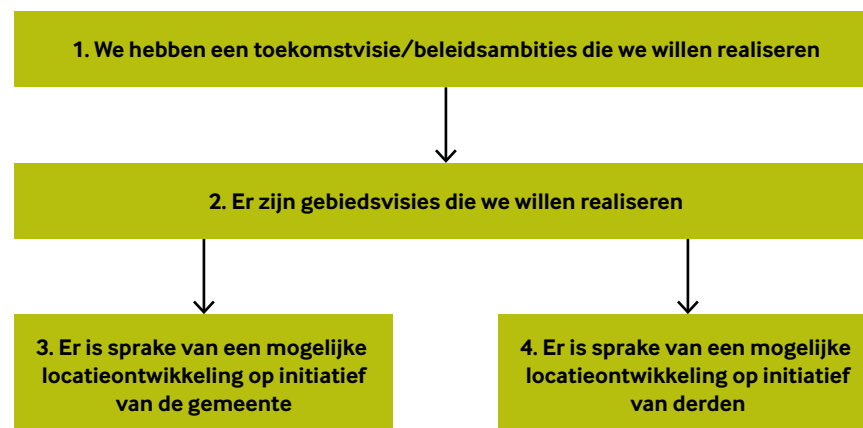 1. We hebben een toekomstvisie/beleidsambities die we willen realiseren
2. Er zijn gebiedsvisies die we willen realiseren
3. Er is sprake van een mogelijke
locatieontwikkeling op initiatief
van de gemeente
4. Er is sprake van een mogelijke
locatieontwikkeling op initiatief
van derden